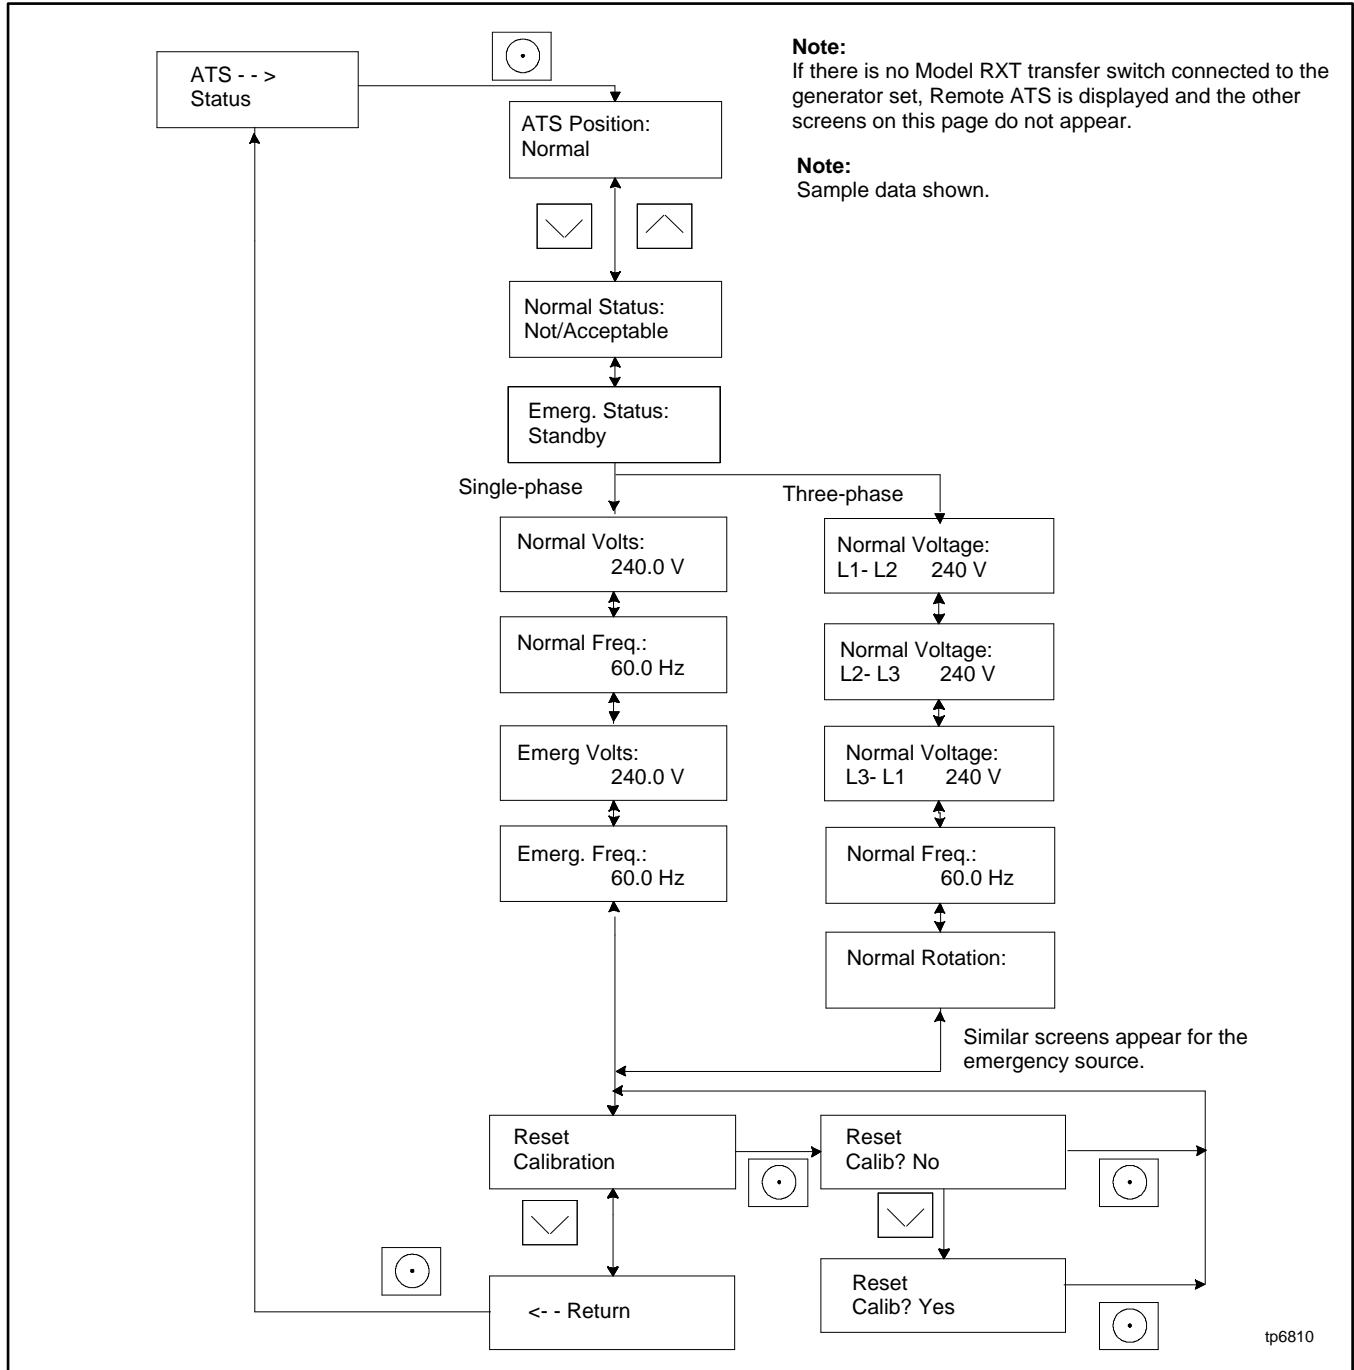 ATS - - >
Status
Note:
If there is no Model RXT transfer switch connected to the
generator set, Remote ATS is displayed and the other
screens on this page do not appear.
Note:
Sample data shown.
ATS Position:
Normal
Normal Status:
Not/Acceptable
Emerg. Status:
Standby
Single-phase
Three-phase
Normal Volts:
240.0 V
Normal Freq.:
60.0 Hz
Emerg Volts:
240.0 V
Emerg. Freq.:
60.0 Hz
Normal Voltage:
L1- L2 240 V
Normal Voltage:
L2- L3 240 V
Normal Voltage:
L3- L1 240 V
Normal Freq.:
60.0 Hz
Normal Rotation:
Similar screens appear for the
emergency source.
Reset
Calibration
Reset
Calib? No
<- - Return
Reset
Calib? Yes
tp6810